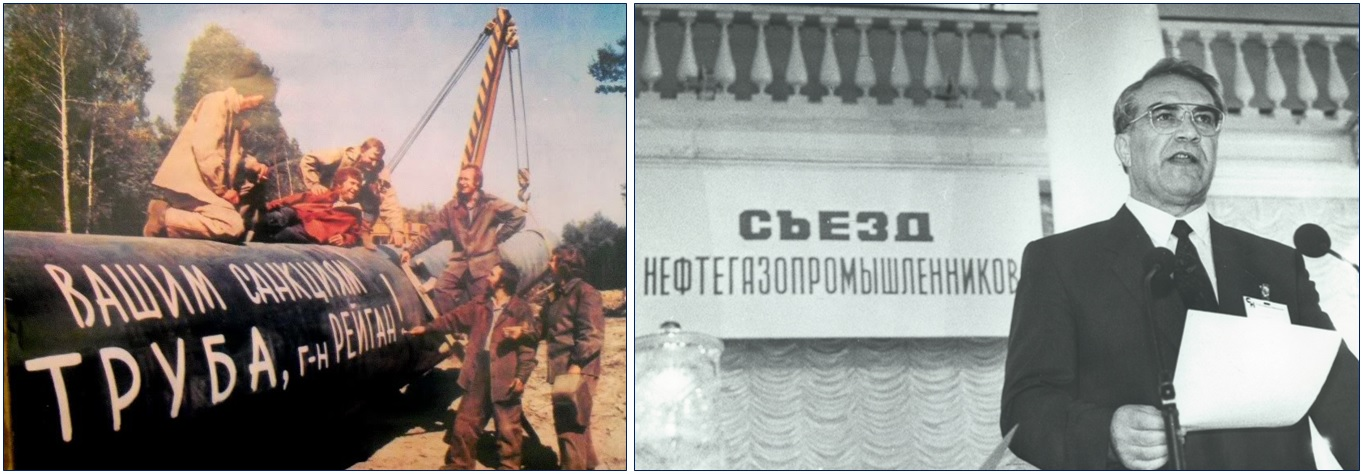 ВАШИМ САНКЦИЯМ
ТРУБА, г-н РЕЙГАН!
СЪЕЗД
НЕФТЕГАЗОПРОМЫШЛЕННИКОВ